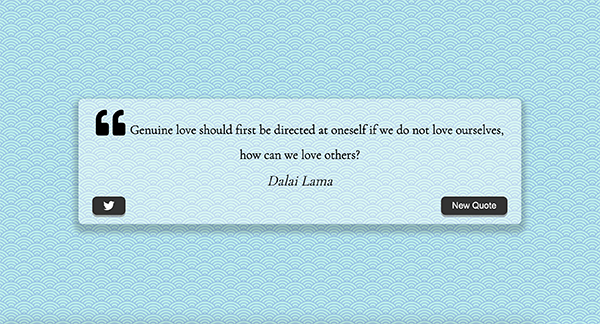 Genuine love should first be directed at oneself if we do not love ourselves,
how can we love others?
Dalai Lama
New Quote